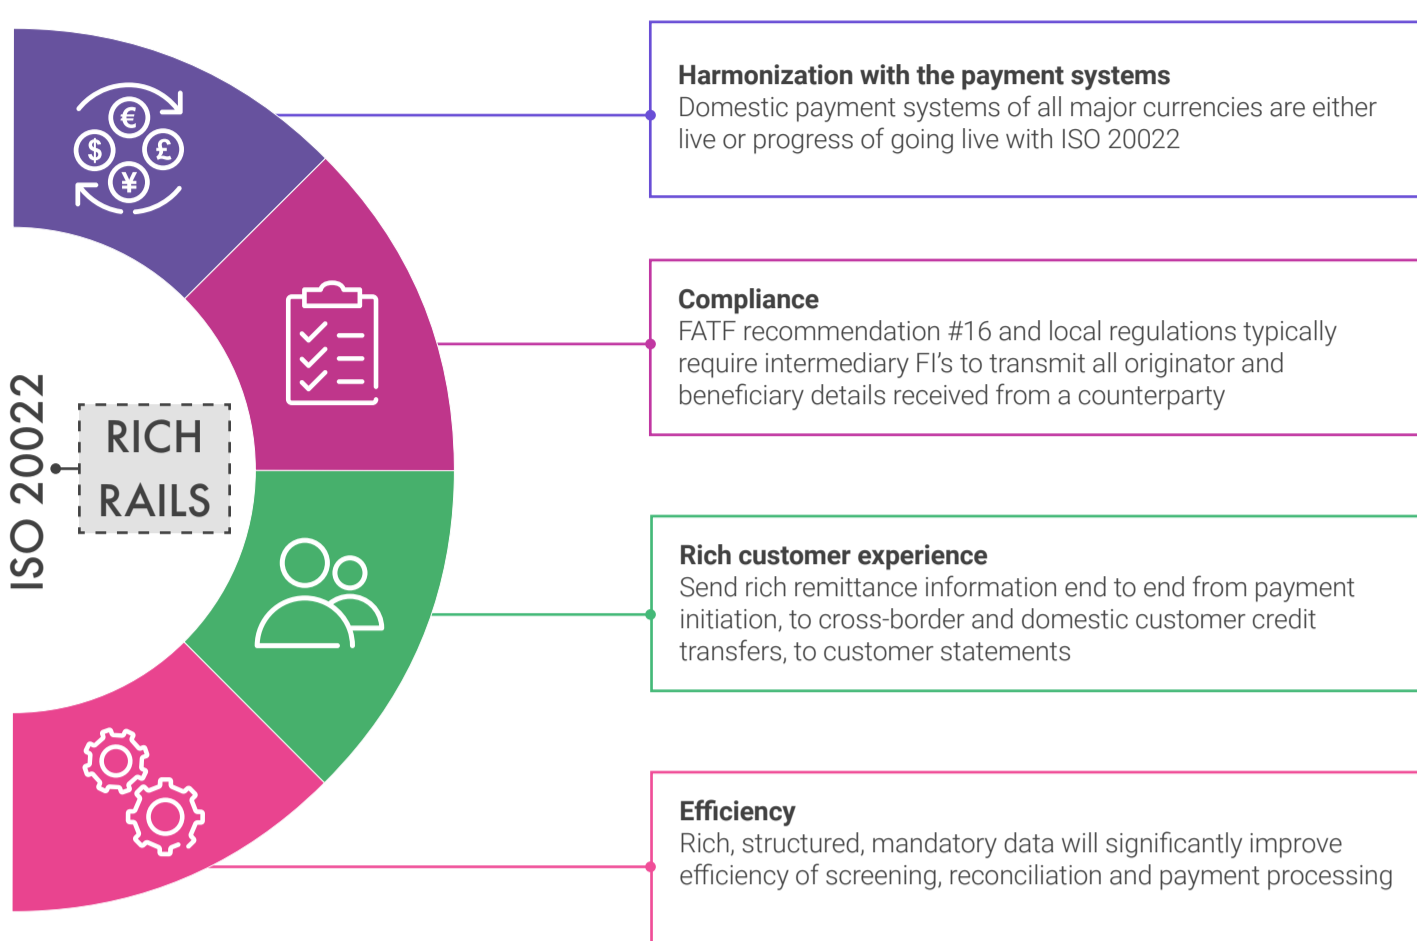 Harmonization with the payment systems
Domestic payment systems of all major currencies are either
live or progress of going live with ISO 20022
Compliance
FATF recommendation #16 and local regulations typically
require intermediary FI's to transmit all originator and
beneficiary details received from a counterparty
ISO 20022
RICH
RAILS
Rich customer experience
Send rich remittance information end to end from payment
initiation, to cross-border and domestic customer credit
transfers, to customer statements
Efficiency
Rich, structured, mandatory data will significantly improve
efficiency of screening, reconciliation and payment processing
€
$
£
¥